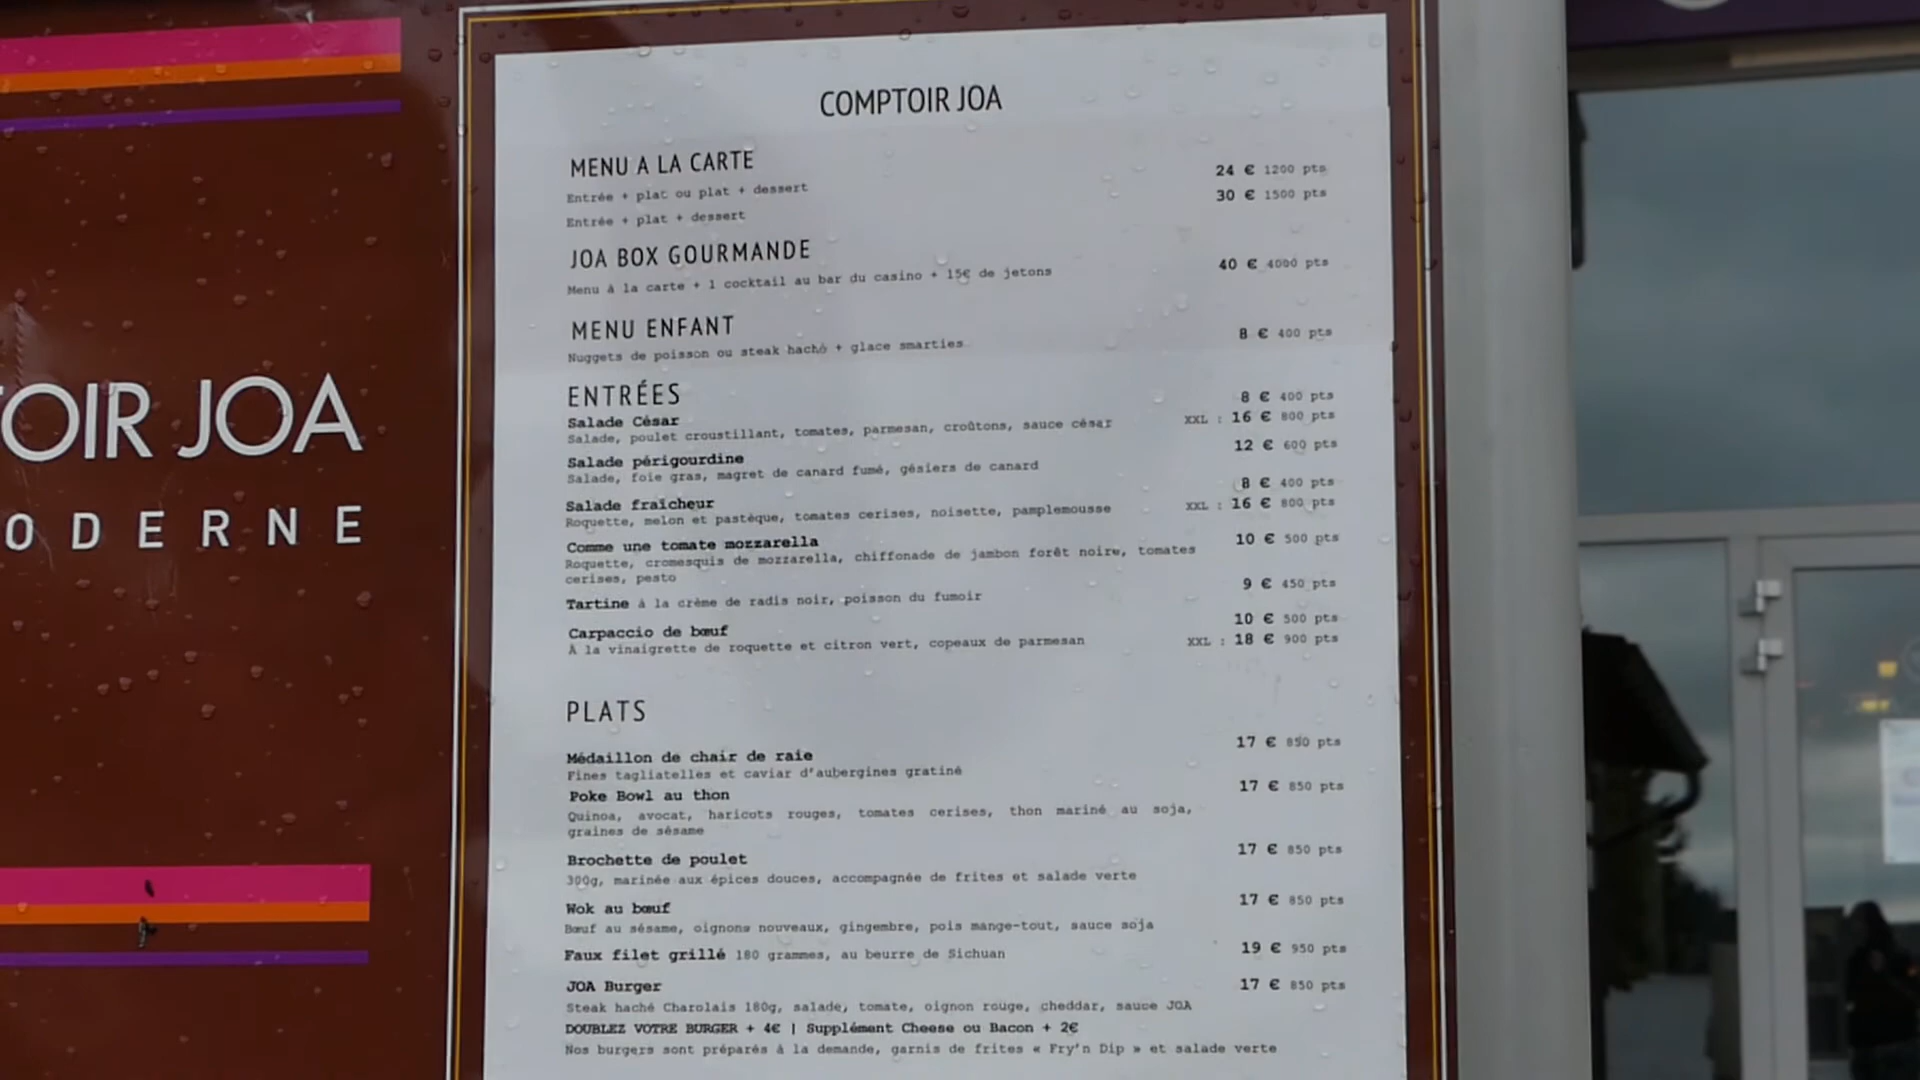 TOIR JOA
ODERNE
COMPTOIR JOA
MENU A LA CARTE
Entrée + plat ou plat + dessert 24 € 1200 pts
Entrée + plat + dessert 30 € 1500 pts
JOA BOX GOURMANDE
Menu à la carte + 1 cocktail au bar du casino + 15€ de jetons 40 € 4000 pts
MENU ENFANT
Nuggets de poisson ou steak haché + glace smarties 8 € 400 pts
ENTRÉES
Salade César 8 € 400 pts
Salade, poulet croustillant, tomates, parmesan, croûtons, sauce césar XXL : 16 € 800 pts
Salade périgourdine 12 € 600 pts
Salade, foie gras, magret de canard fumé, gésiers de canard
Salade fraîcheur 8 € 400 pts
Roquette, melon et pastèque, tomates cerises, noisette, pamplemousse XXL : 16 € 800 pts
Comme une tomate mozzarella 10 € 500 pts
Roquette, cromesquis de mozzarella, chiffonade de jambon forêt noire, tomates
cerises, pesto
Tartine à la crème de radis noir, poisson du fumoir 9 € 450 pts
Carpaccio de bœuf 10 € 500 pts
À la vinaigrette de roquette et citron vert, copeaux de parmesan XXL : 18 € 900 pts
PLATS
Médaillon de chair de raie 17 € 850 pts
Fines tagliatelles et caviar d'aubergines gratiné
Poke Bowl au thon 17 € 850 pts
Quinoa, avocat, haricots rouges, tomates cerises, thon mariné au soja,
graines de sésame
Brochette de poulet 17 € 850 pts
300g, marinée aux épices douces, accompagnée de frites et salade verte
Wok au bœuf 17 € 850 pts
Bœuf au sésame, oignons nouveaux, gingembre, pois mange-tout, sauce soja
Faux filet grillé 180 grammes, au beurre de Sichuan 19 € 950 pts
JOA Burger 17 € 850 pts
Steak haché Charolais 180g, salade, tomate, oignon rouge, cheddar, sauce JOA
DOUBLEZ VOTRE BURGER + 4€ | Supplément Cheese ou Bacon + 2€
Nos burgers sont préparés à la demande, garnis de frites « Fry'n Dip » et salade verte